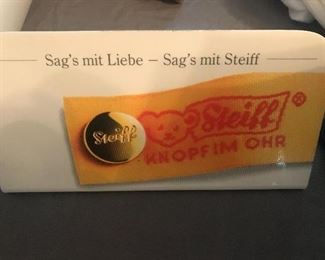 Sag's mit Liebe – Sag's mit Steiff
Steiff
Steiff ®
KNOPF IM OHR